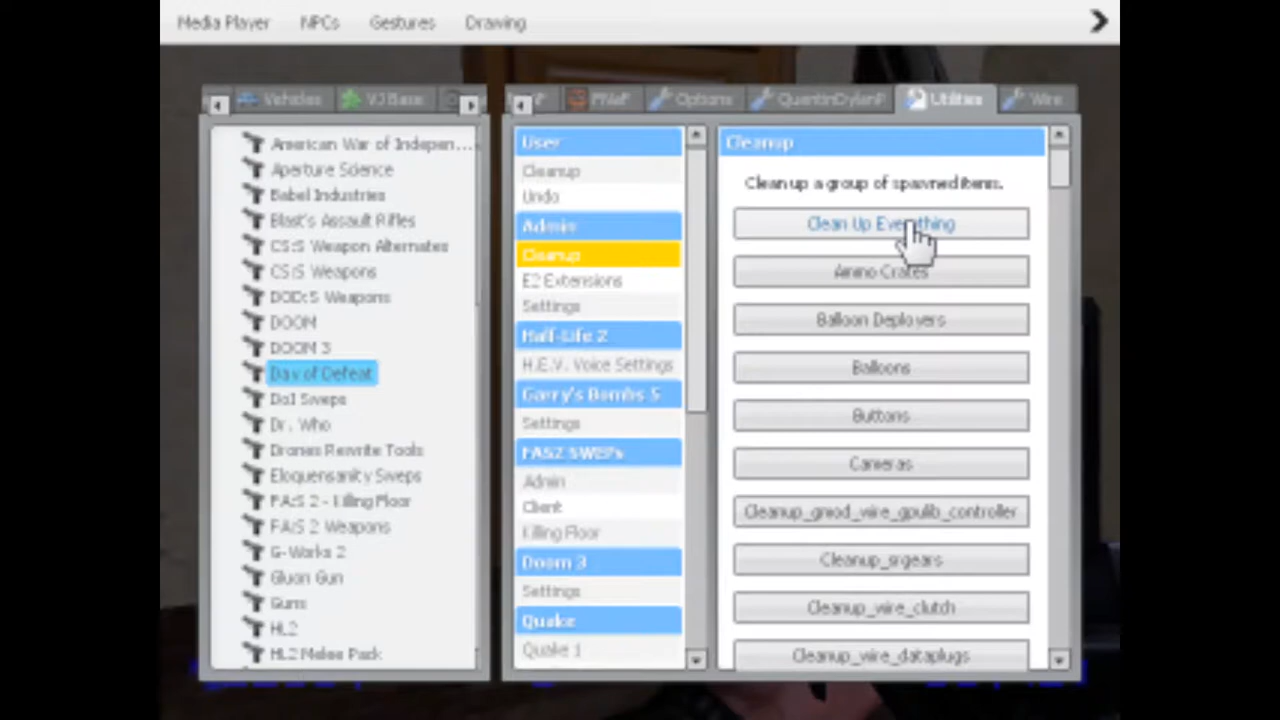 Media Player NPCs Gestures Drawing
Vehicles VJBase
Options QuentinDylanP Utilities Wire
American War of Indepen...
Aperture Science
Babel Industries
Blast's Assault Rifles
CS:S Weapon Alternates
CS:S Weapons
DOD:S Weapons
DOOM
DOOM 3
Day of Defeat
DoI Sweps
Dr. Who
Drones Rewrite Tools
Eloquensanity Sweps
FA:S 2 - Killing Floor
FA:S 2 Weapons
G-Works 2
Gluon Gun
Guns
HL2
HL2 Melee Pack
User
Cleanup
Undo
Admin
Cleanup
E2 Extensions
Settings
Half-Life 2
H.E.V. Voice Settings
Garry's Bombs 5
Settings
FAS2 SWEPs
Admin
Client
Killing Floor
Doom 3
Settings
Quake
Quake 1
Cleanup
Clean up a group of spawned items.
Clean Up Everything
Ammo Crates
Balloon Deployers
Balloons
Buttons
Cameras
Cleanup_gmod_wire_gpulib_controller
Cleanup_srgears
Cleanup_wire_clutch
Cleanup_wire_dataplugs